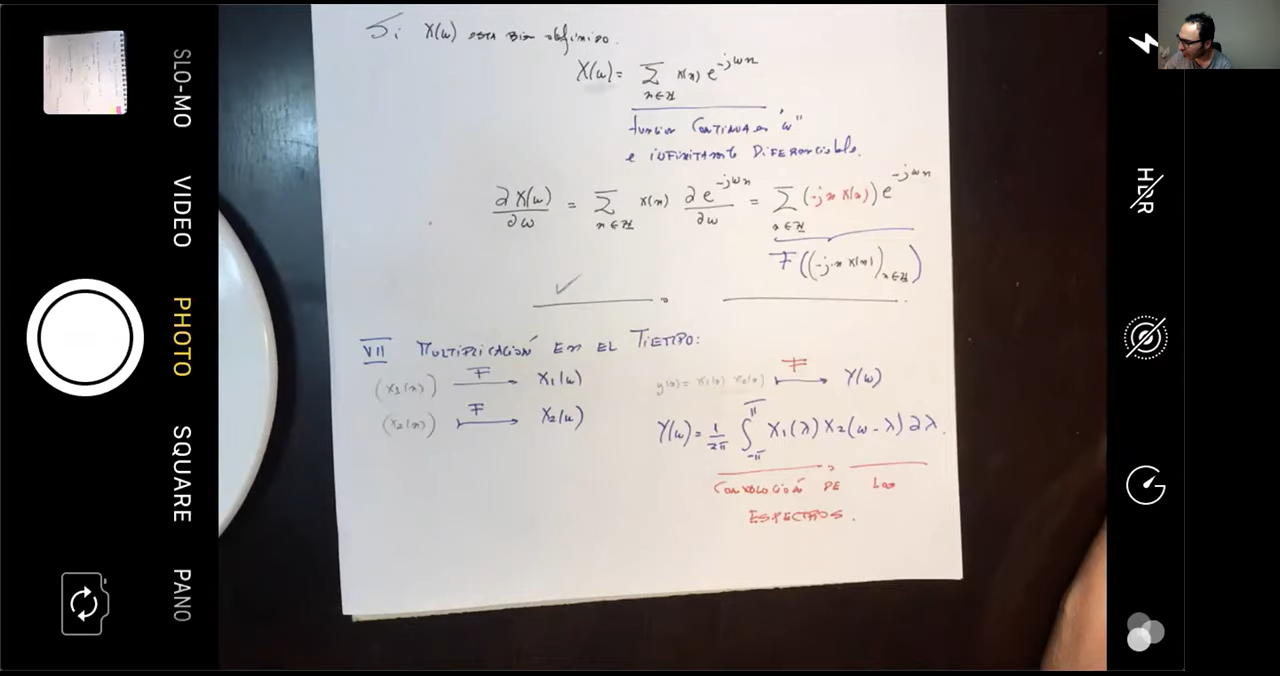 SLO-MO
VIDEO
PHOTO
SQUARE
PANO
HDR
Si X(ω) esta bien definido.
X(ω) = ∑ x(n) e^{-jωn}
n∈ℤ
función continua en "ω"
e infinitamente diferenciable.
∂X(ω)/∂ω = ∑_{n∈ℤ} x(n) ∂e^{-jωn}/∂ω = ∑_{n∈ℤ} (-jn x(n)) e^{-jωn}
F((-j·n x(n))_{n∈ℤ})
VII MULTIPLICACIÓN EN EL TIEMPO:
(x1(n)) F→ X1(ω) y(n) = x1(n) x2(n) F→ Y(ω)
(x2(n)) F→ X2(ω)
Y(ω) = 1/2π ∫_{-π}^{π} X1(λ) X2(ω-λ) ∂λ.
CONVOLUCIÓN DE LOS
ESPECTROS.